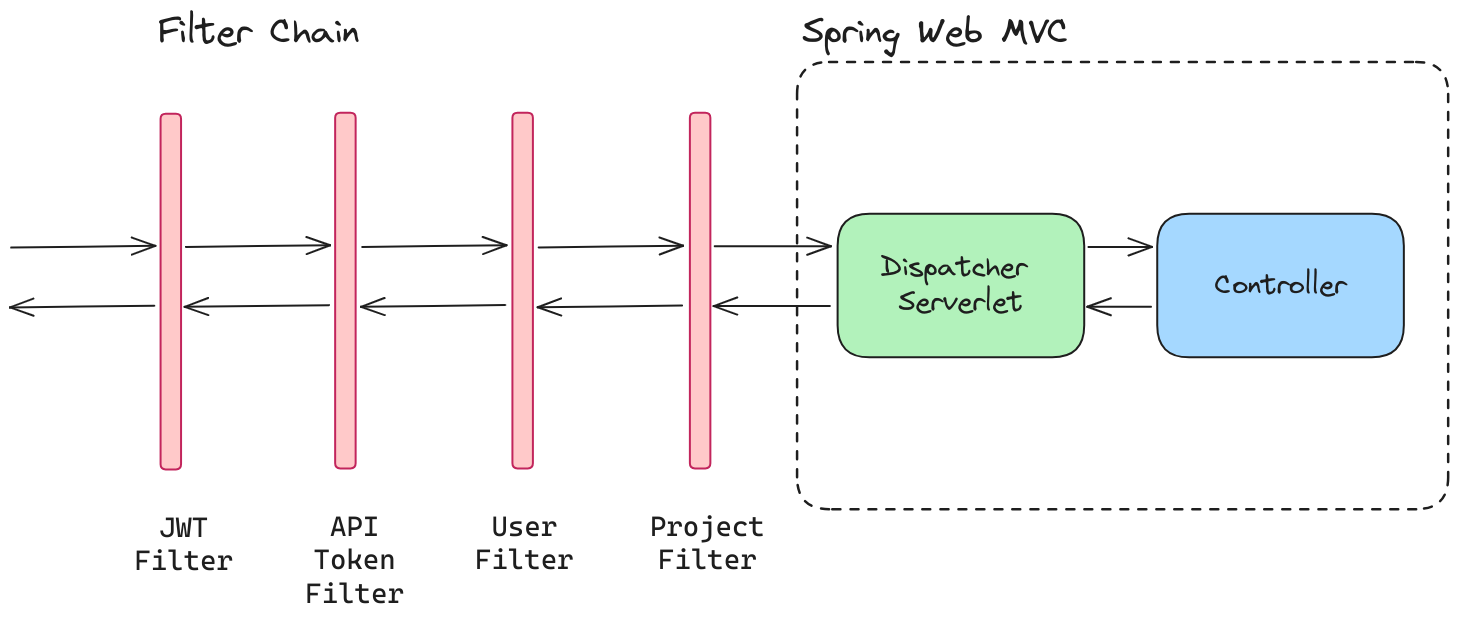 Filter Chain
Spring Web MVC
Dispatcher
Serverlet
Controller
JWT
Filter
API
Token
Filter
User
Filter
Project
Filter